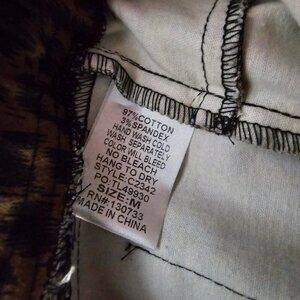 97%COTTON
3%SPANDEX
HAND WASH COLD
WASH SEPARATELY
COLOR WILL BLEED
NO BLEACH
HANG TO DRY
STYLE:C2342
PO:TL49930
SIZE:M
RN#:130733
MADE IN CHINA